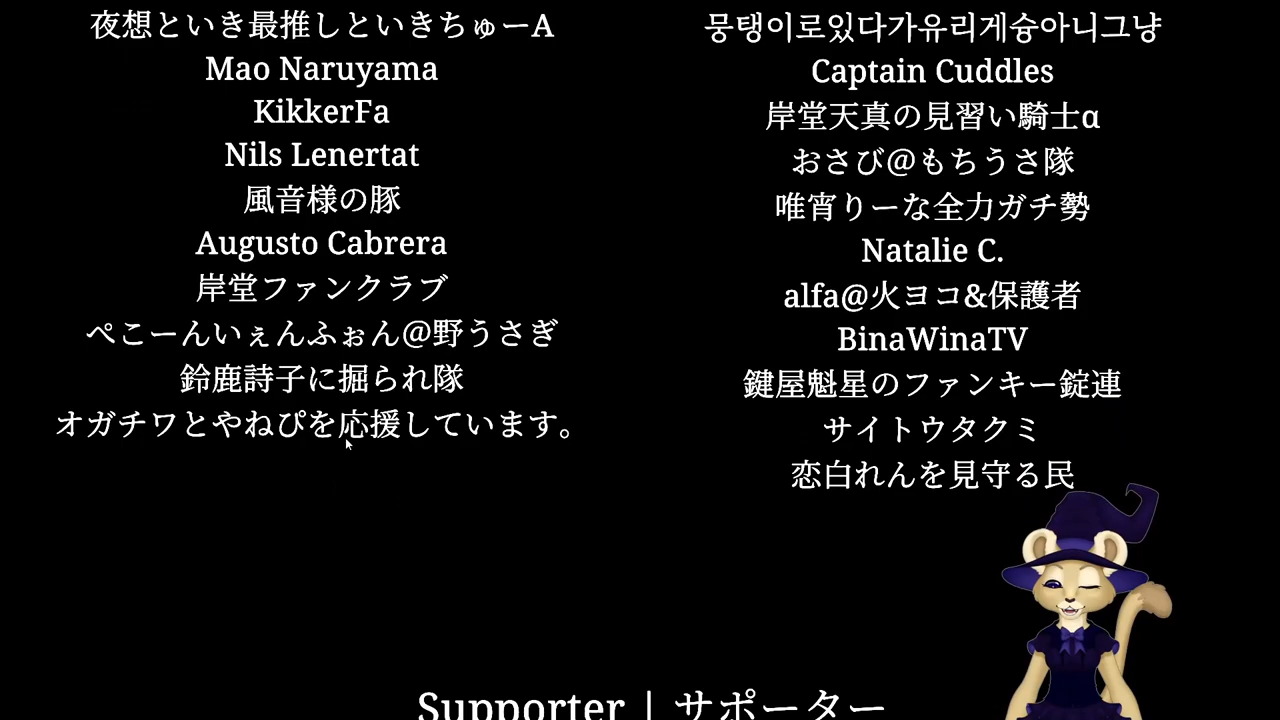 夜想といき最推しといきちゅーA
Mao Naruyama
KikkerFa
Nils Lenertat
風音様の豚
Augusto Cabrera
岸堂ファンクラブ
ぺこーんいぇんふぉん@野うさぎ
鈴鹿詩子に掘られ隊
オガチワとやねぴを応援しています。
뭉탱이로있다가유리게슝아니그냥
Captain Cuddles
岸堂天真の見習い騎士α
おさび@もちうさ隊
唯宵りーな全力ガチ勢
Natalie C.
alfa@火ヨコ&保護者
BinaWinaTV
鍵屋魁星のファンキー錠連
サイトウタクミ
恋白れんを見守る民
Supporter | サポーター